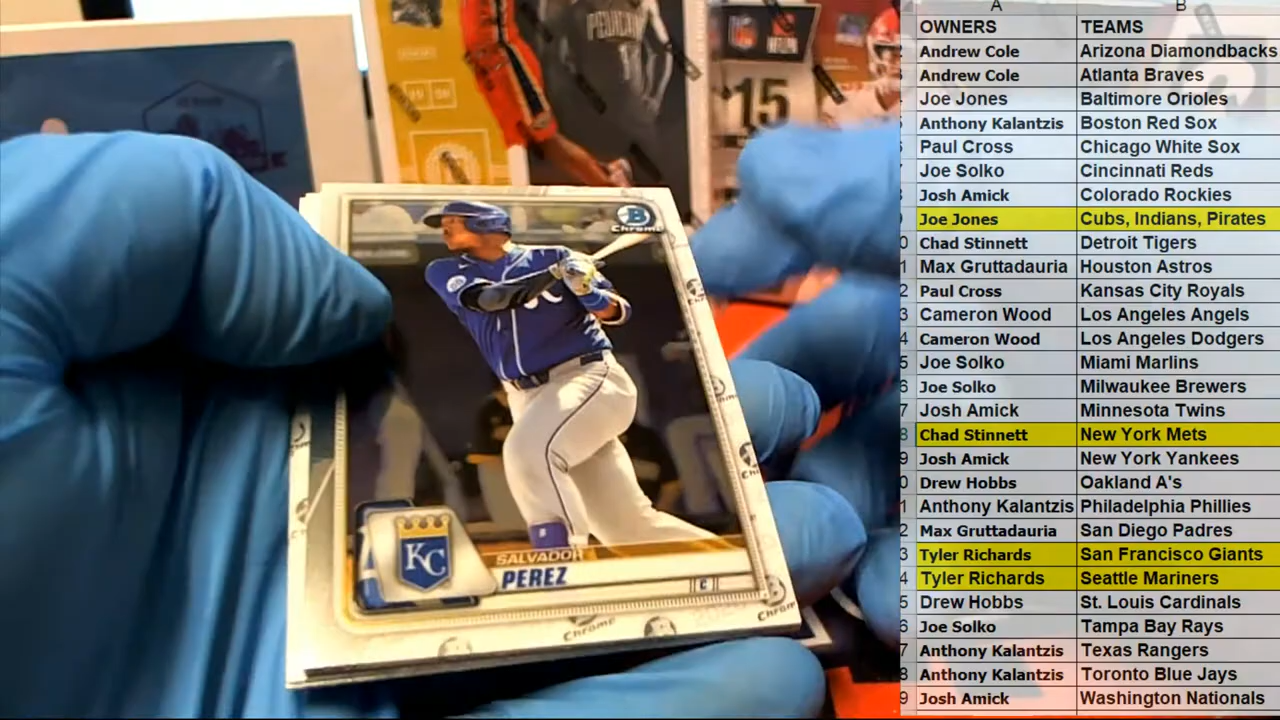 A B
OWNERS TEAMS
Andrew Cole Arizona Diamondbacks
Andrew Cole Atlanta Braves
Joe Jones Baltimore Orioles
Anthony Kalantzis Boston Red Sox
Paul Cross Chicago White Sox
Joe Solko Cincinnati Reds
Josh Amick Colorado Rockies
Joe Jones Cubs, Indians, Pirates
Chad Stinnett Detroit Tigers
Max Gruttadauria Houston Astros
Paul Cross Kansas City Royals
Cameron Wood Los Angeles Angels
Cameron Wood Los Angeles Dodgers
Joe Solko Miami Marlins
Joe Solko Milwaukee Brewers
Josh Amick Minnesota Twins
Chad Stinnett New York Mets
Josh Amick New York Yankees
Drew Hobbs Oakland A's
Anthony Kalantzis Philadelphia Phillies
Max Gruttadauria San Diego Padres
Tyler Richards San Francisco Giants
Tyler Richards Seattle Mariners
Drew Hobbs St. Louis Cardinals
Joe Solko Tampa Bay Rays
Anthony Kalantzis Texas Rangers
Anthony Kalantzis Toronto Blue Jays
Josh Amick Washington Nationals
PELICANS
NFL
15
B
Chrome
KC
SALVADOR
PEREZ
C
Chrome